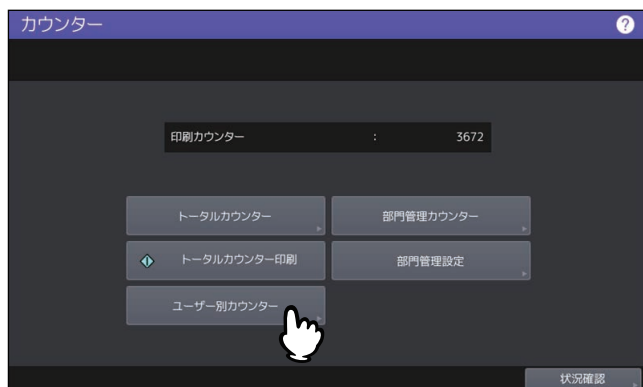 カウンター ?
印刷カウンター : 3672
トータルカウンター 部門管理カウンター
トータルカウンター印刷 部門管理設定
ユーザー別カウンター
状況確認